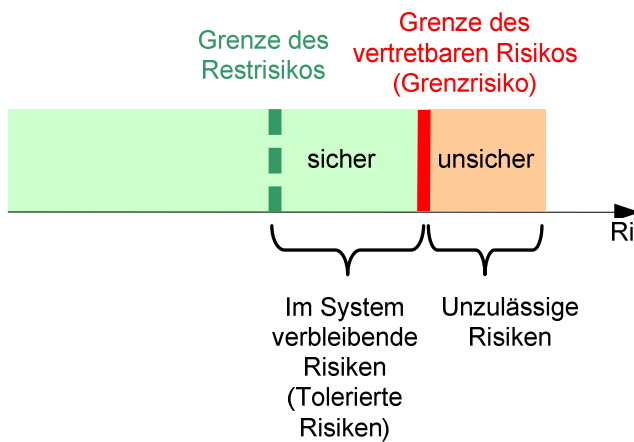 Grenze des
Restrisikos
Grenze des
vertretbaren Risikos
(Grenzrisiko)
sicher
unsicher
Ri
Im System
verbleibende
Risiken
(Tolerierte
Risiken)
Unzulässige
Risiken